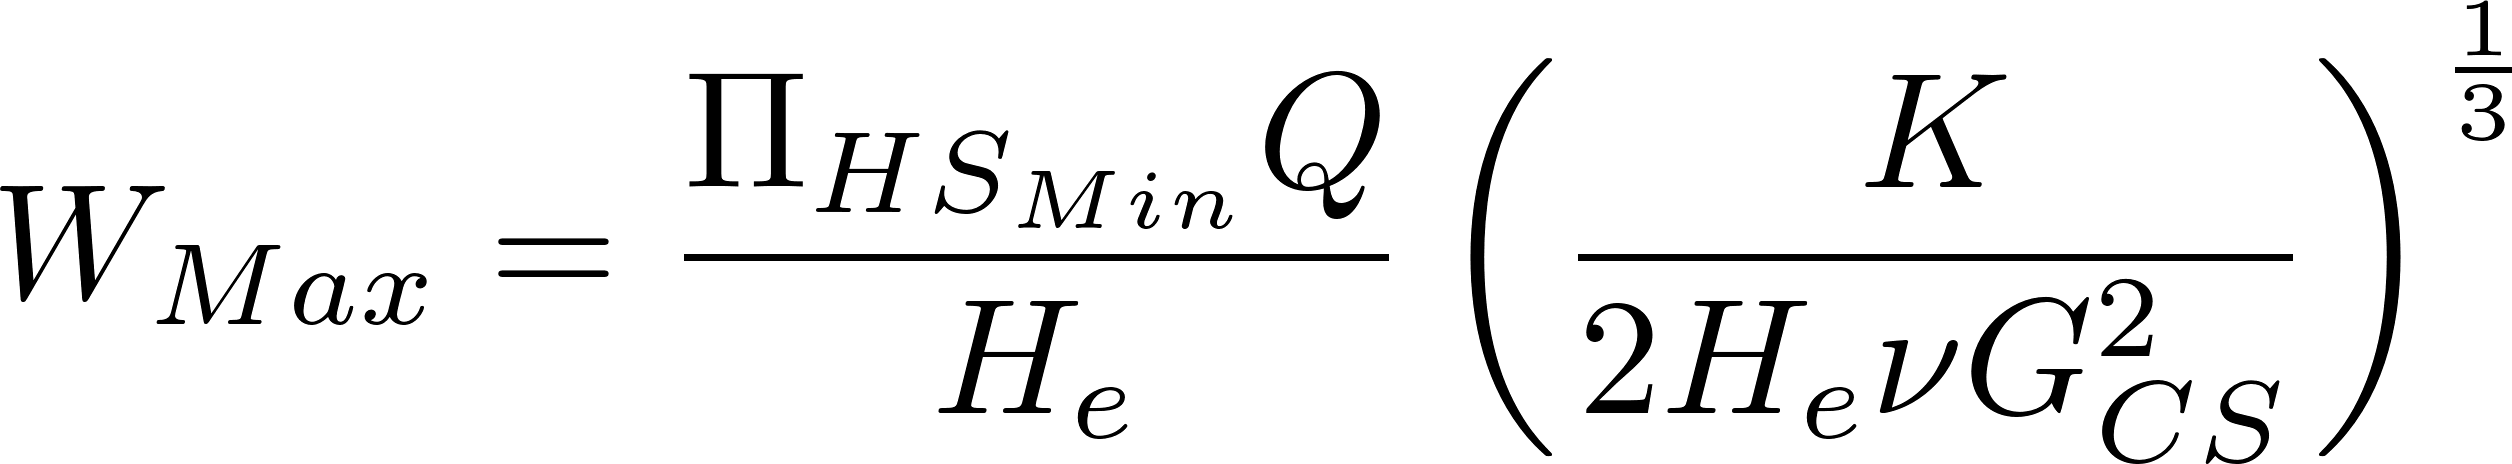 W_{Max} = \frac{\Pi_{HS_{Min}} Q}{H_e} \left( \frac{K}{2 H_e \nu G_{CS}^2} \right)^{\frac{1}{3}}